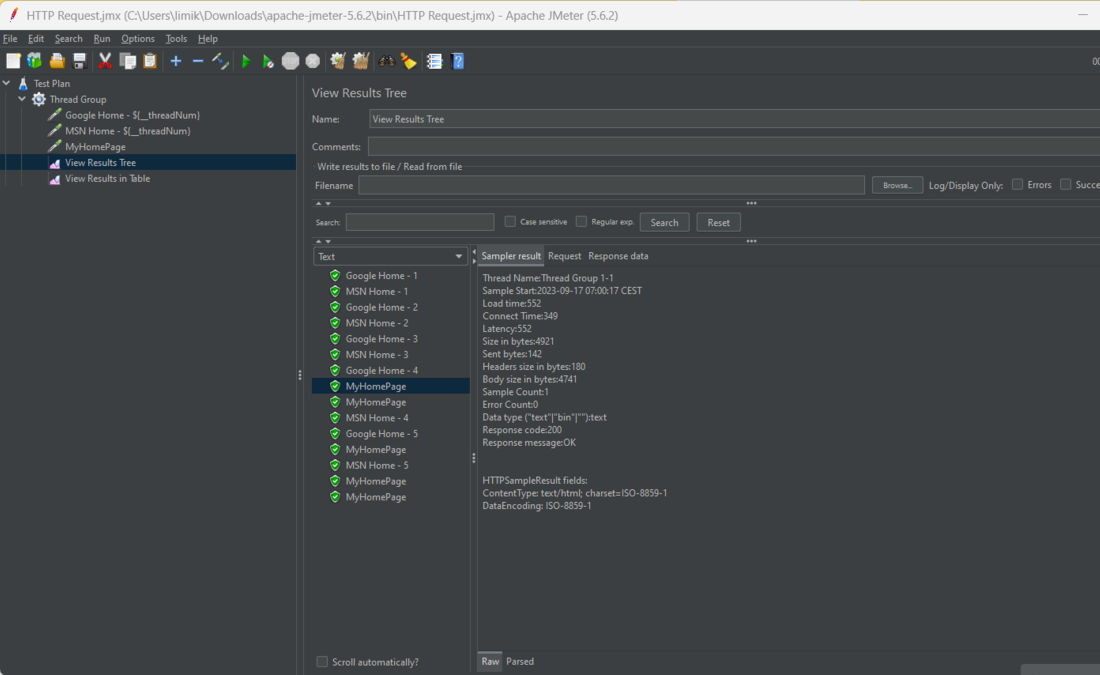 HTTP Request.jmx (C:\Users\limik\Downloads\apache-jmeter-5.6.2\bin\HTTP Request.jmx) - Apache JMeter (5.6.2)
File Edit Search Run Options Tools Help
00
Test Plan
Thread Group
Google Home - ${__threadNum}
MSN Home - ${__threadNum}
MyHomePage
View Results Tree
View Results in Table
View Results Tree
Name: View Results Tree
Comments:
Write results to file / Read from file
Filename Browse... Log/Display Only: Errors Succe
Search: Case sensitive Regular exp. Search Reset
Text
Google Home - 1
MSN Home - 1
Google Home - 2
MSN Home - 2
Google Home - 3
MSN Home - 3
Google Home - 4
MyHomePage
MyHomePage
MSN Home - 4
Google Home - 5
MyHomePage
MSN Home - 5
MyHomePage
MyHomePage
Scroll automatically?
Sampler result Request Response data
Thread Name:Thread Group 1-1
Sample Start:2023-09-17 07:00:17 CEST
Load time:552
Connect Time:349
Latency:552
Size in bytes:4921
Sent bytes:142
Headers size in bytes:180
Body size in bytes:4741
Sample Count:1
Error Count:0
Data type ("text"|"bin"|""):text
Response code:200
Response message:OK
HTTPSampleResult fields:
ContentType: text/html; charset=ISO-8859-1
DataEncoding: ISO-8859-1
Raw Parsed